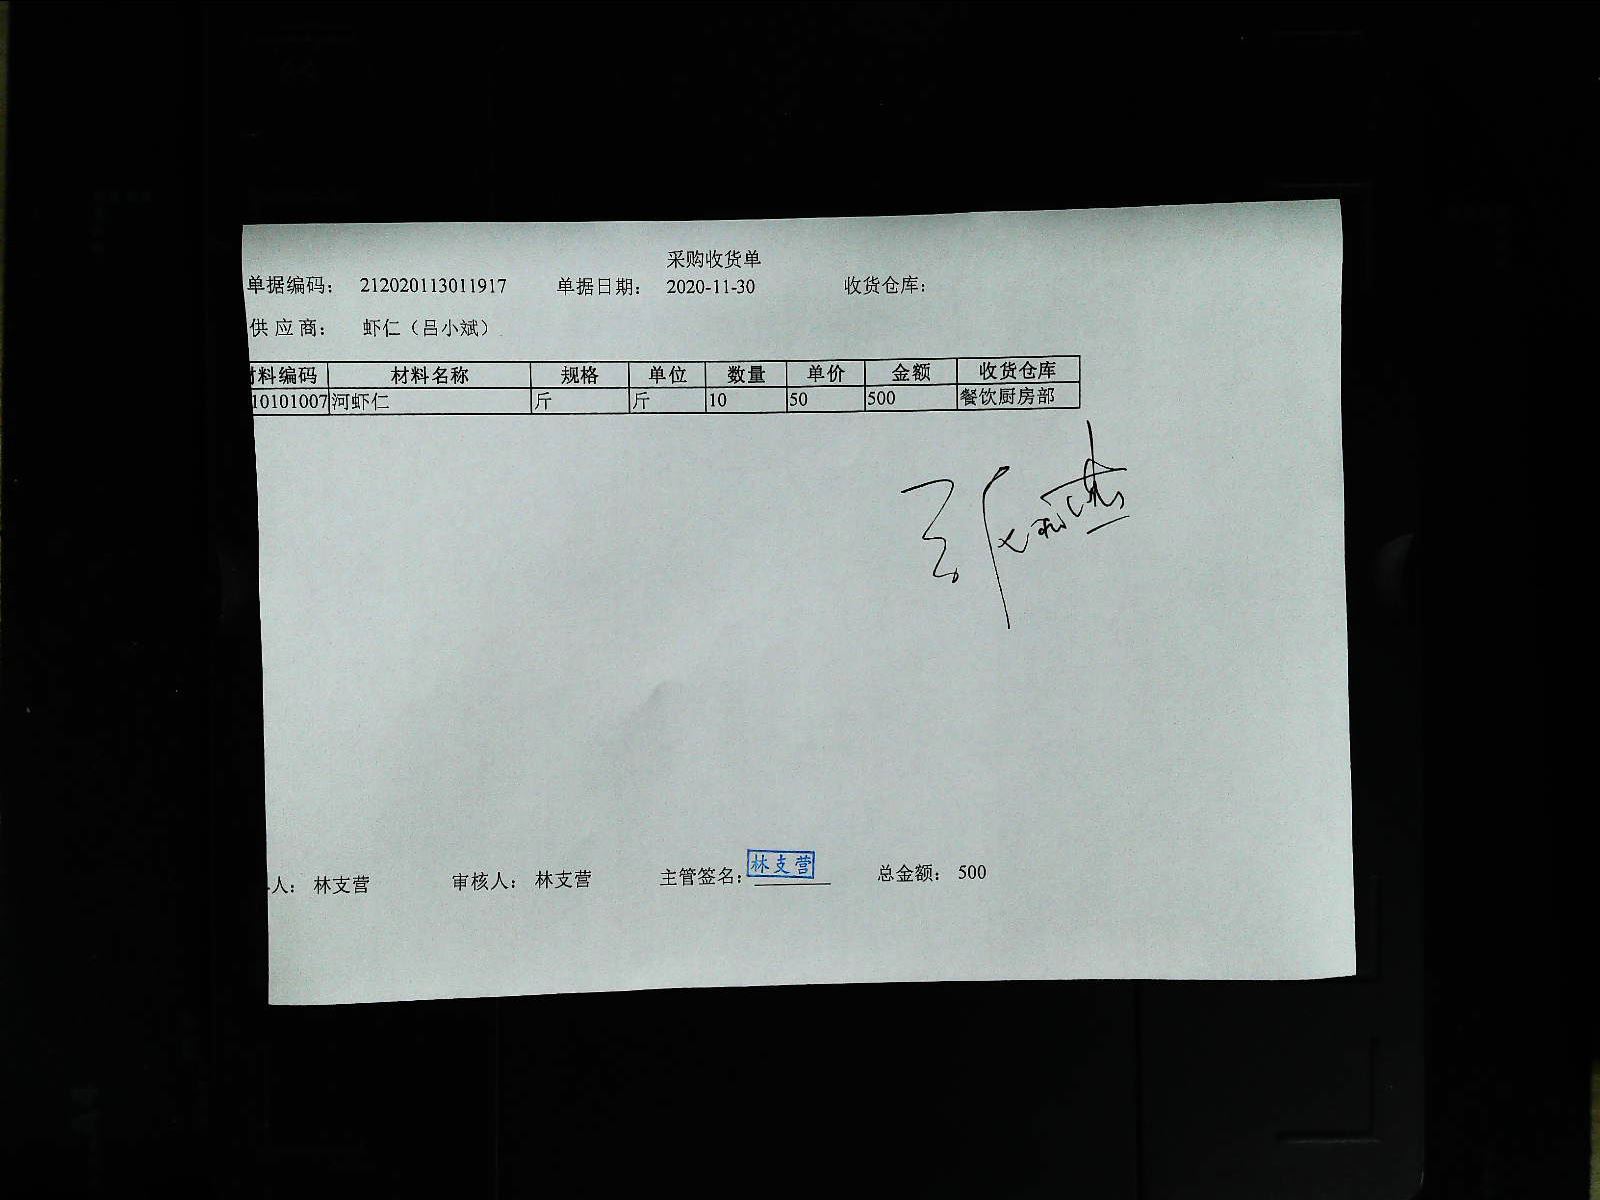 采购收货单
单据编码： 212020113011917 单据日期： 2020-11-30 收货仓库：
供 应 商： 虾仁（吕小斌）
材料编码 材料名称 规格 单位 数量 单价 金额 收货仓库
10101007 河虾仁 斤 斤 10 50 500 餐饮厨房部
人： 林支营 审核人： 林支营 主管签名： 林支营 总金额： 500